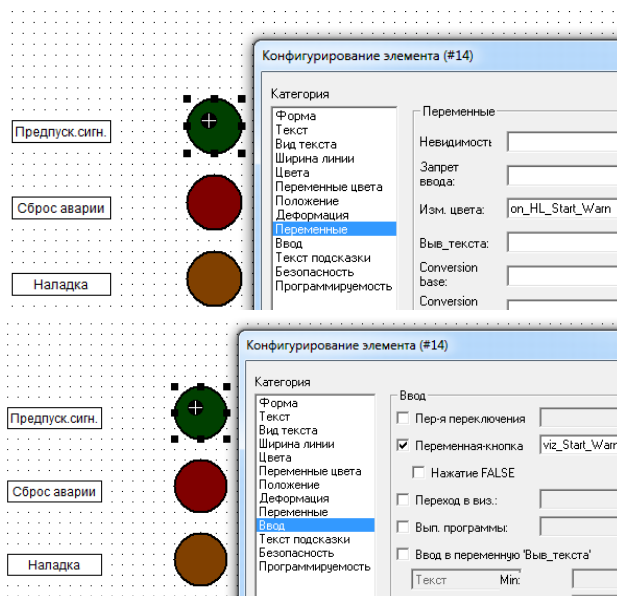 Конфигурирование элемента (#14)
Категория
Форма
Текст
Вид текста
Ширина линии
Цвета
Переменные цвета
Положение
Деформация
Переменные
Ввод
Текст подсказки
Безопасность
Программируемость
Переменные
Невидимость
Запрет
ввода:
Изм. цвета: on_HL_Start_Warn
Выв_текста:
Conversion
base:
Conversion
Предпуск.сигн.
Сброс аварии
Наладка
Конфигурирование элемента (#14)
Категория
Форма
Текст
Вид текста
Ширина линии
Цвета
Переменные цвета
Положение
Деформация
Переменные
Ввод
Текст подсказки
Безопасность
Программируемость
Ввод
Пер-я переключения
Переменная-кнопка viz_Start_Warn
Нажатие FALSE
Переход в виз.:
Вып. программы:
Ввод в переменную 'Выв_текста'
Текст Min:
Предпуск.сигн.
Сброс аварии
Наладка